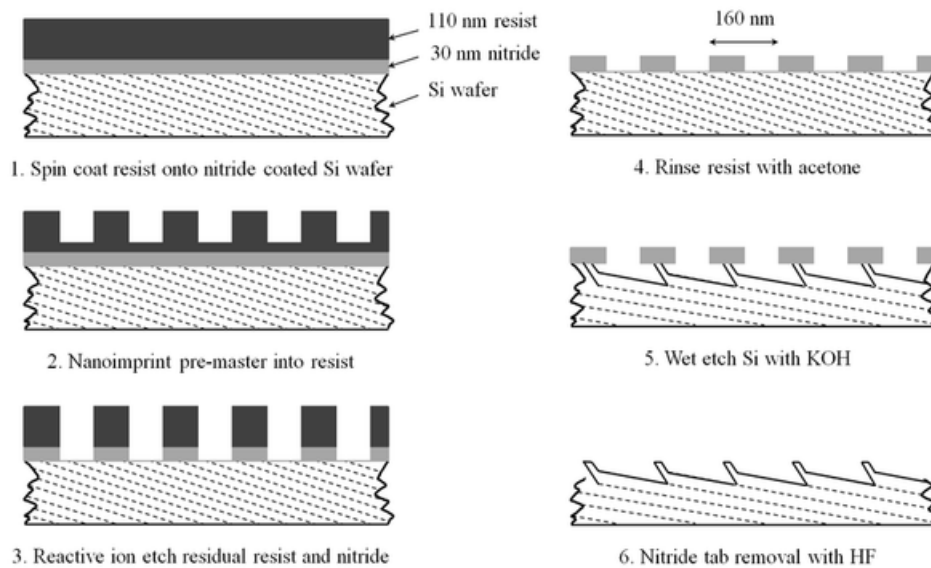 110 nm resist
30 nm nitride
Si wafer
1. Spin coat resist onto nitride coated Si wafer
2. Nanoimprint pre-master into resist
3. Reactive ion etch residual resist and nitride
160 nm
4. Rinse resist with acetone
5. Wet etch Si with KOH
6. Nitride tab removal with HF